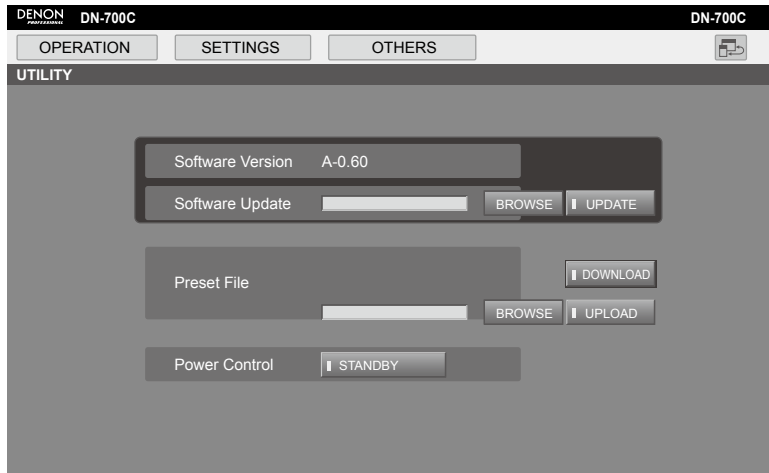 DENON PROFESSIONAL DN-700C DN-700C
OPERATION SETTINGS OTHERS
UTILITY
Software Version A-0.60
Software Update BROWSE UPDATE
DOWNLOAD
Preset File
BROWSE UPLOAD
Power Control STANDBY